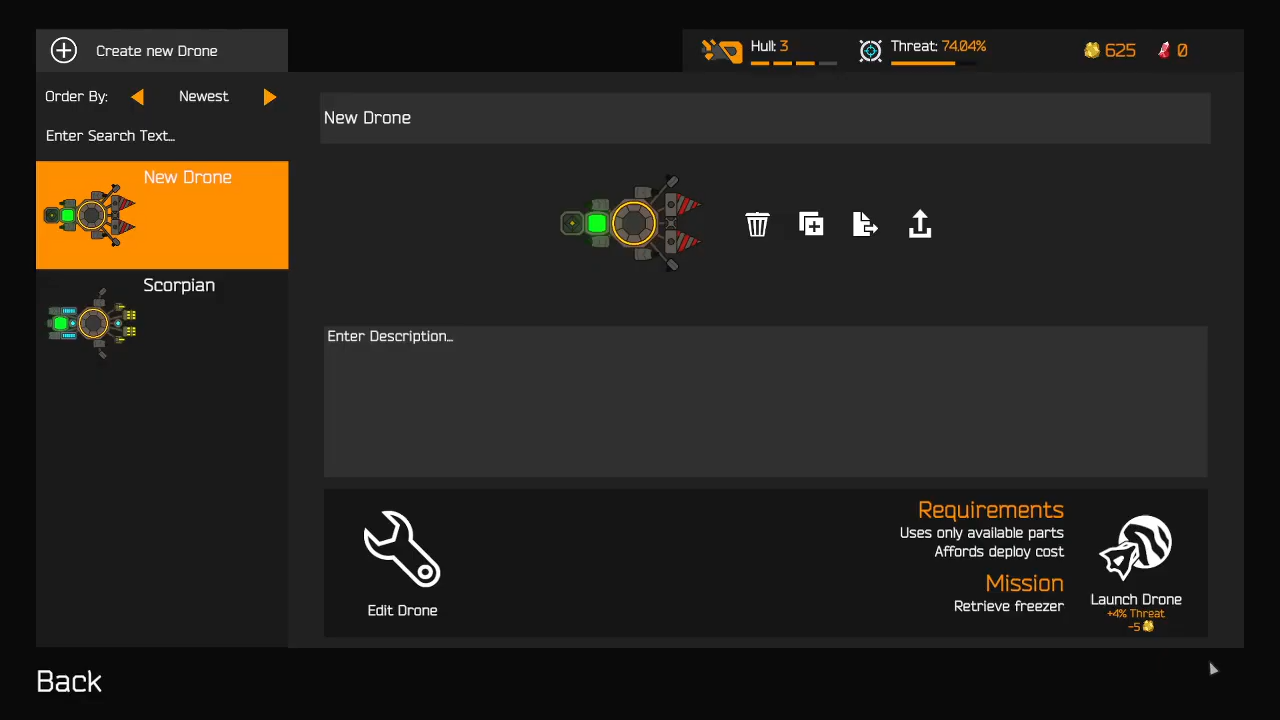 Create new Drone
Hull: 3
Threat: 74.04%
625
0
Order By:
Newest
Enter Search Text...
New Drone
New Drone
Scorpian
Enter Description...
Edit Drone
Requirements
Uses only available parts
Affords deploy cost
Mission
Retrieve freezer
Launch Drone
+4% Threat
-5
Back